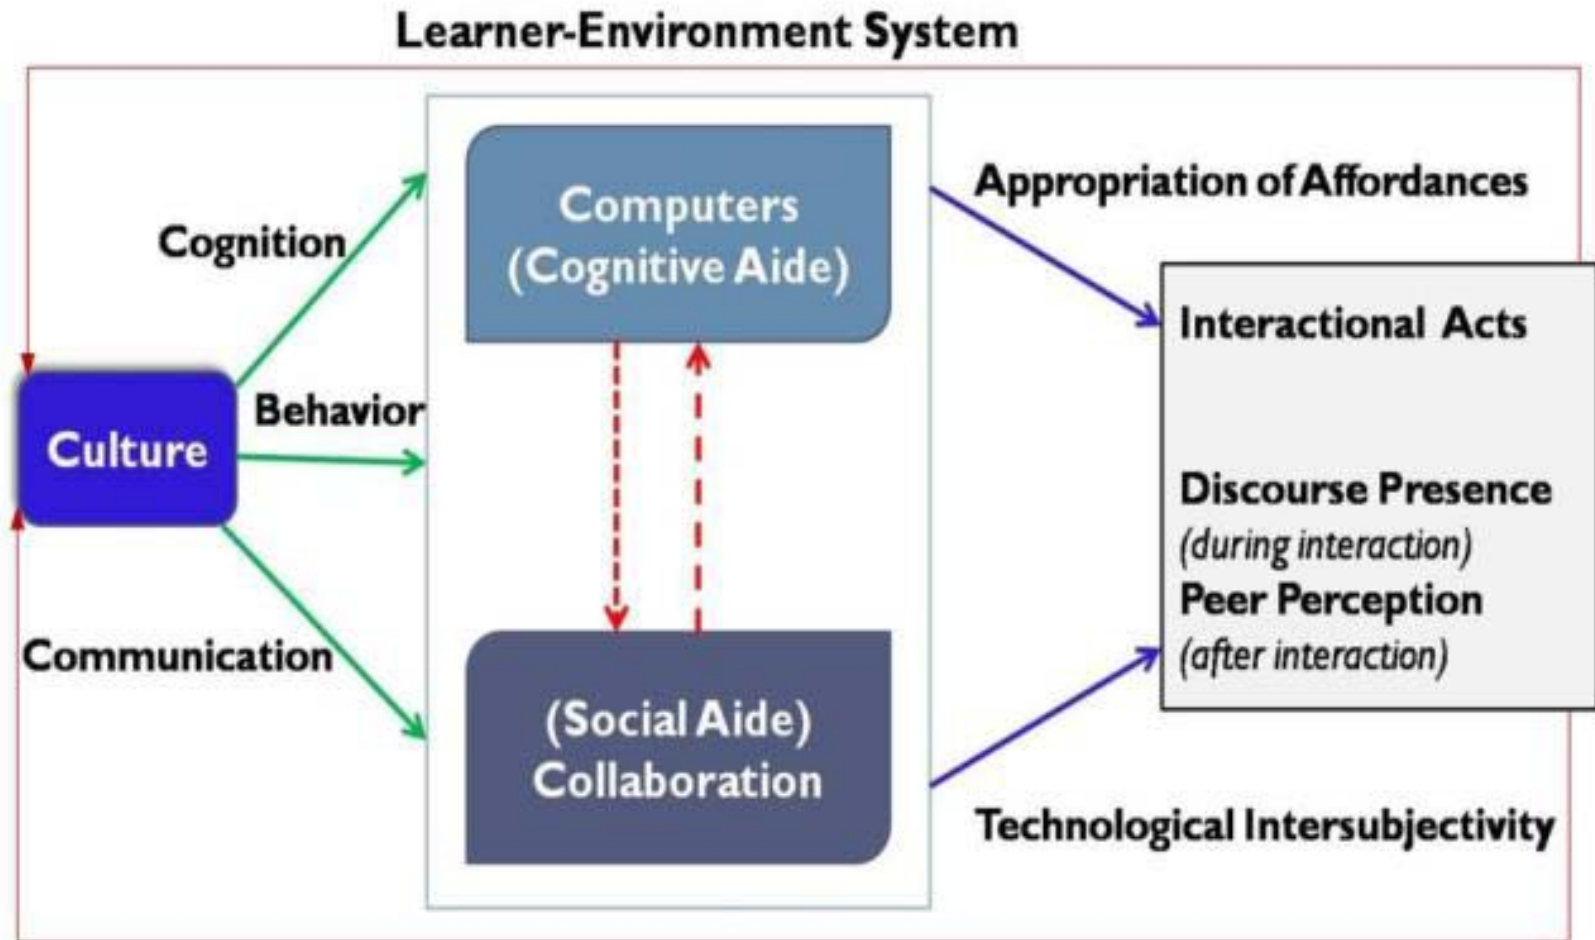 Learner-Environment System
Appropriation of Affordances
Computers
(Cognitive Aide)
Cognition
Interactional Acts
Behavior
Culture
Discourse Presence
(during interaction)
Peer Perception
(after interaction)
Communication
(Social Aide)
Collaboration
Technological Intersubjectivity